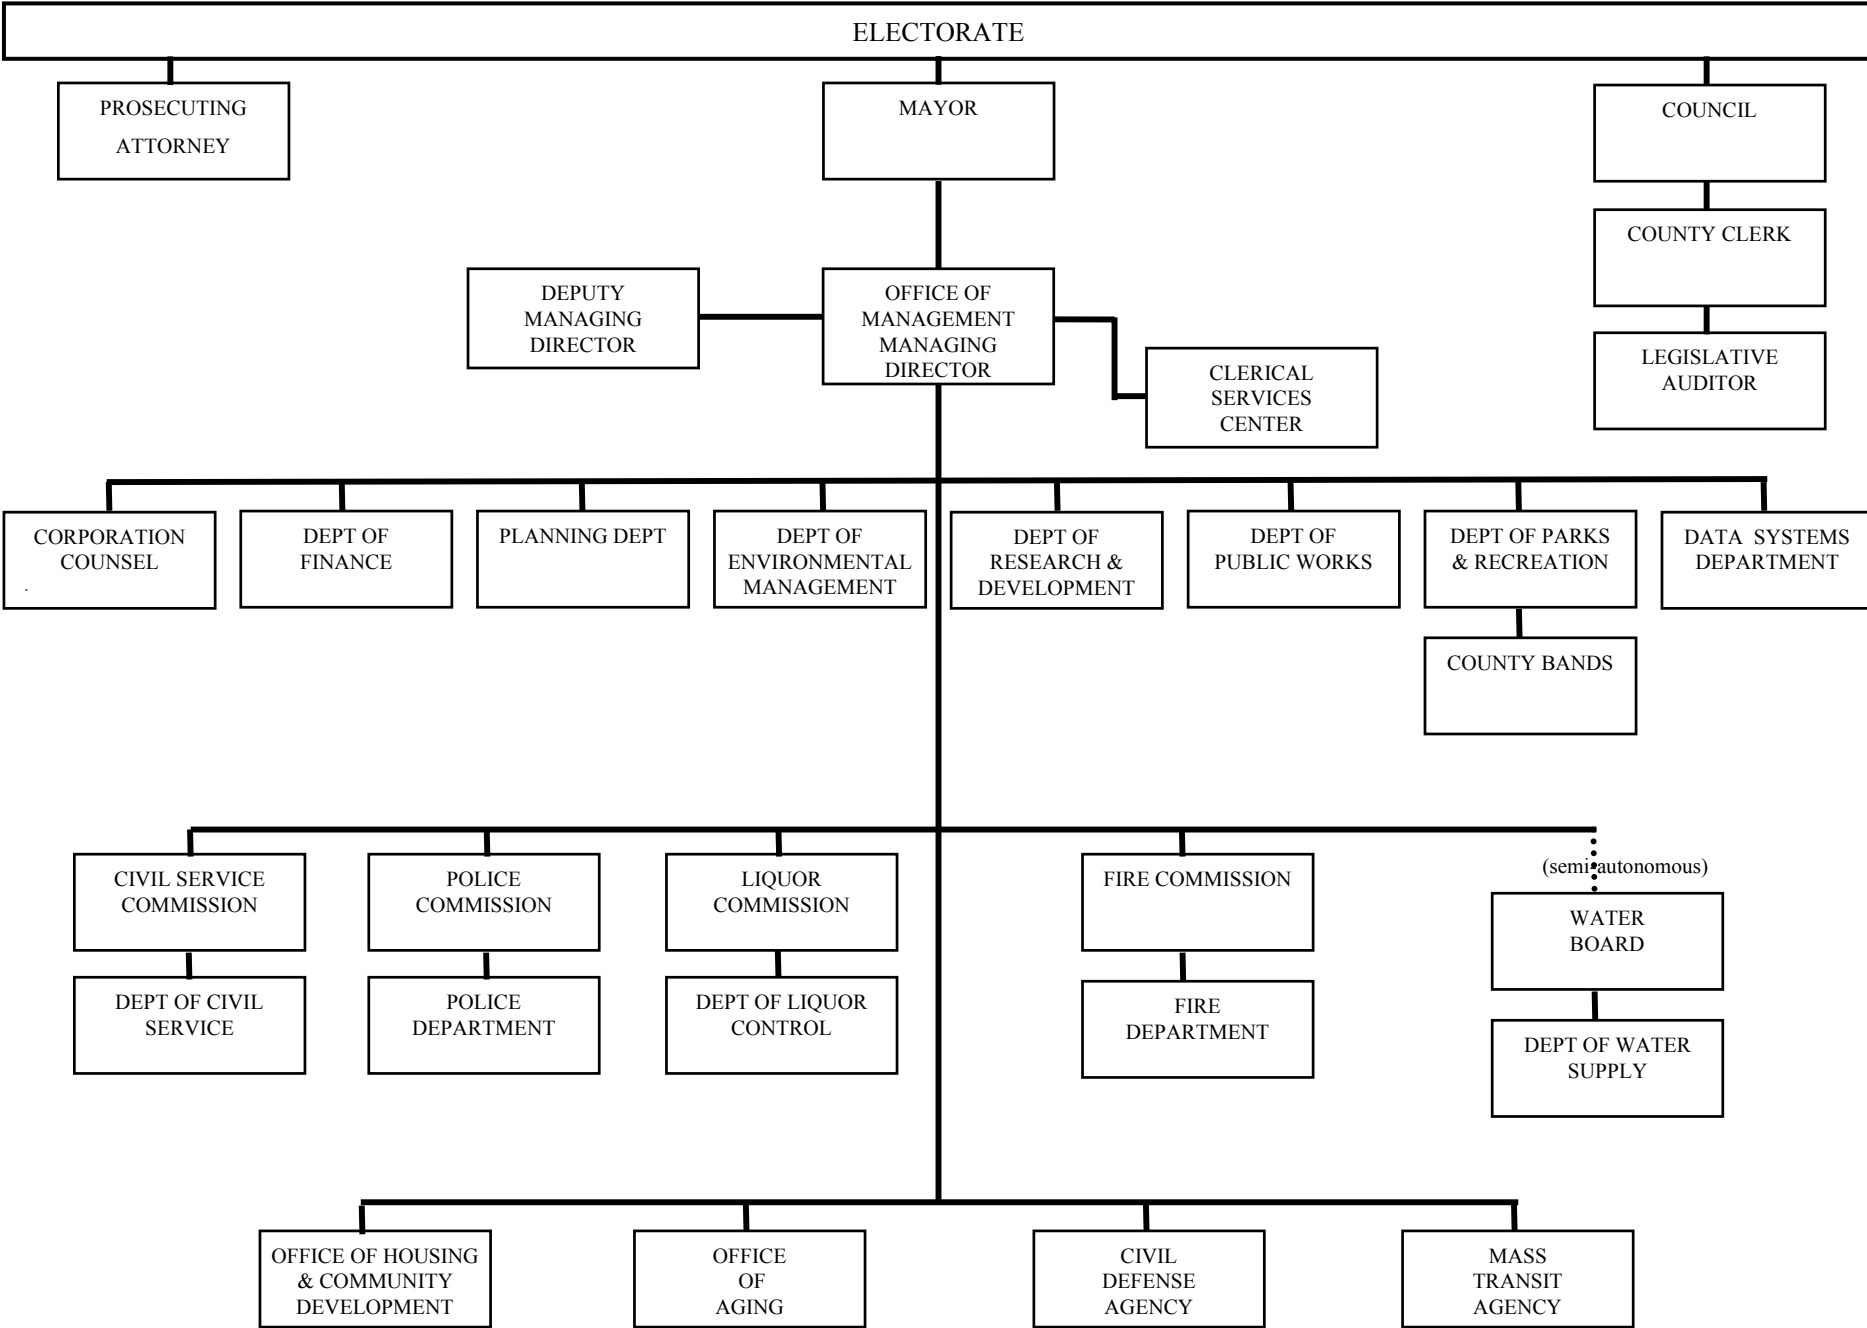 ELECTORATE
PROSECUTING
ATTORNEY
MAYOR
COUNCIL
COUNTY CLERK
LEGISLATIVE
AUDITOR
DEPUTY
MANAGING
DIRECTOR
OFFICE OF
MANAGEMENT
MANAGING
DIRECTOR
CLERICAL
SERVICES
CENTER
CORPORATION
COUNSEL
DEPT OF
FINANCE
PLANNING DEPT
DEPT OF
ENVIRONMENTAL
MANAGEMENT
DEPT OF
RESEARCH &
DEVELOPMENT
DEPT OF
PUBLIC WORKS
DEPT OF PARKS
& RECREATION
DATA SYSTEMS
DEPARTMENT
COUNTY BANDS
CIVIL SERVICE
COMMISSION
POLICE
COMMISSION
LIQUOR
COMMISSION
FIRE COMMISSION
(semi-autonomous)
WATER
BOARD
DEPT OF CIVIL
SERVICE
POLICE
DEPARTMENT
DEPT OF LIQUOR
CONTROL
FIRE
DEPARTMENT
DEPT OF WATER
SUPPLY
OFFICE OF HOUSING
& COMMUNITY
DEVELOPMENT
OFFICE
OF
AGING
CIVIL
DEFENSE
AGENCY
MASS
TRANSIT
AGENCY